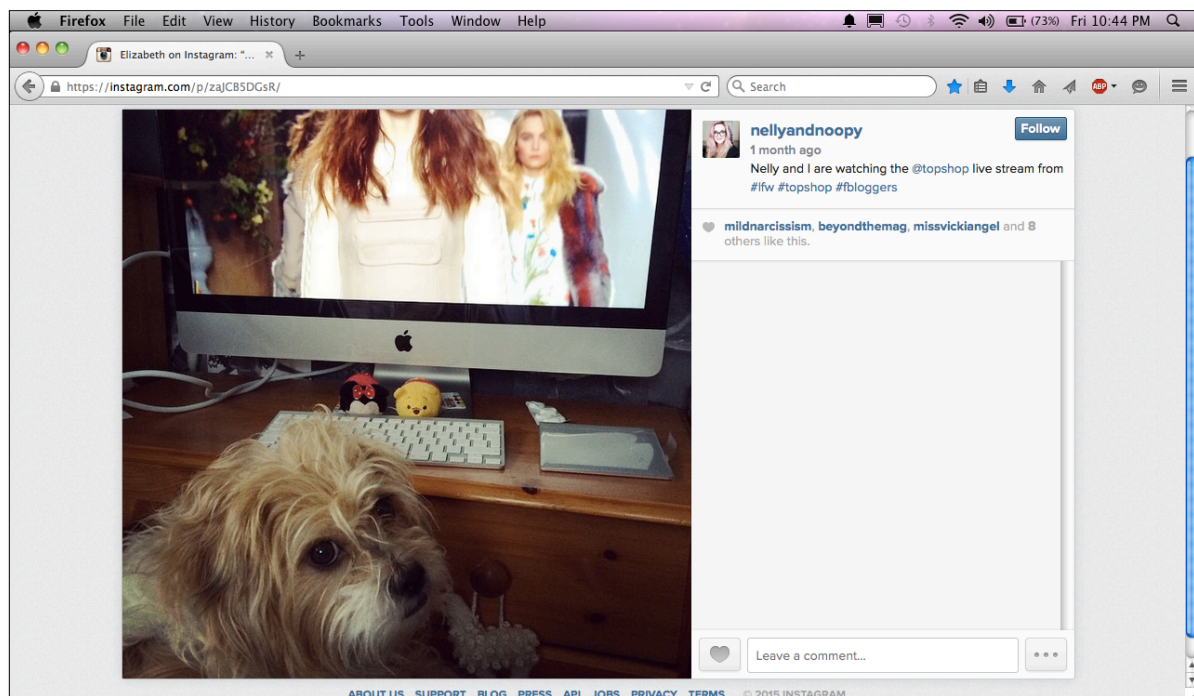 Firefox File Edit View History Bookmarks Tools Window Help (73%) Fri 10:44 PM
Elizabeth on Instagram: “...
https://instagram.com/p/zaJCB5DGsR/ Search ABP
nellyandnoopy Follow
1 month ago
Nelly and I are watching the @topshop live stream from
#lfw #topshop #fbloggers
mildnarcissism, beyondthemag, missvickiangel and 8
others like this.
Leave a comment...
ABOUT US SUPPORT BLOG PRESS API JOBS PRIVACY TERMS © 2015 INSTAGRAM